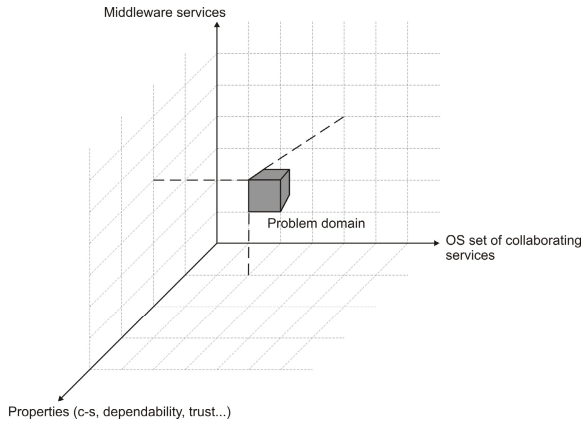 Middleware services
Problem domain
OS set of collaborating
services
Properties (c-s, dependability, trust...)